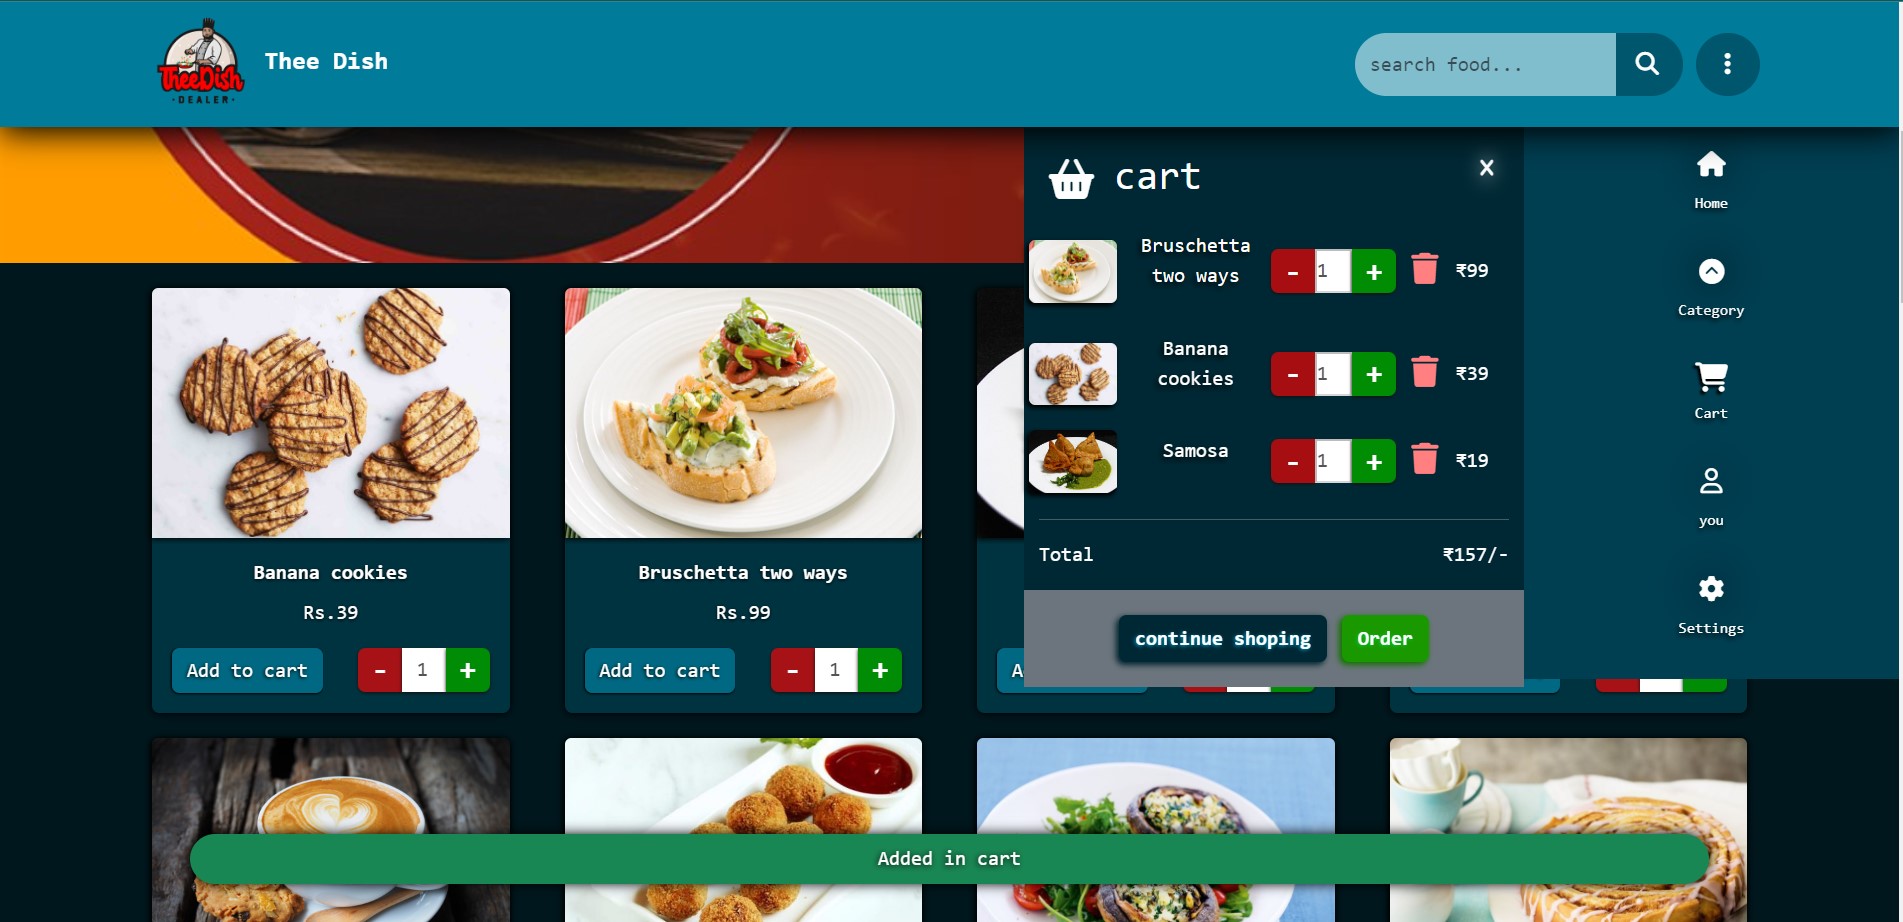 TheeDish
·DEALER·
Thee Dish
search food...
cart
X
Bruschetta
two ways
- 1 +
₹99
Banana
cookies
- 1 +
₹39
Samosa
- 1 +
₹19
Total
₹157/-
continue shoping
Order
Home
Category
Cart
you
Settings
Banana cookies
Rs.39
Add to cart
- 1 +
Bruschetta two ways
Rs.99
Add to cart
- 1 +
A
Added in cart